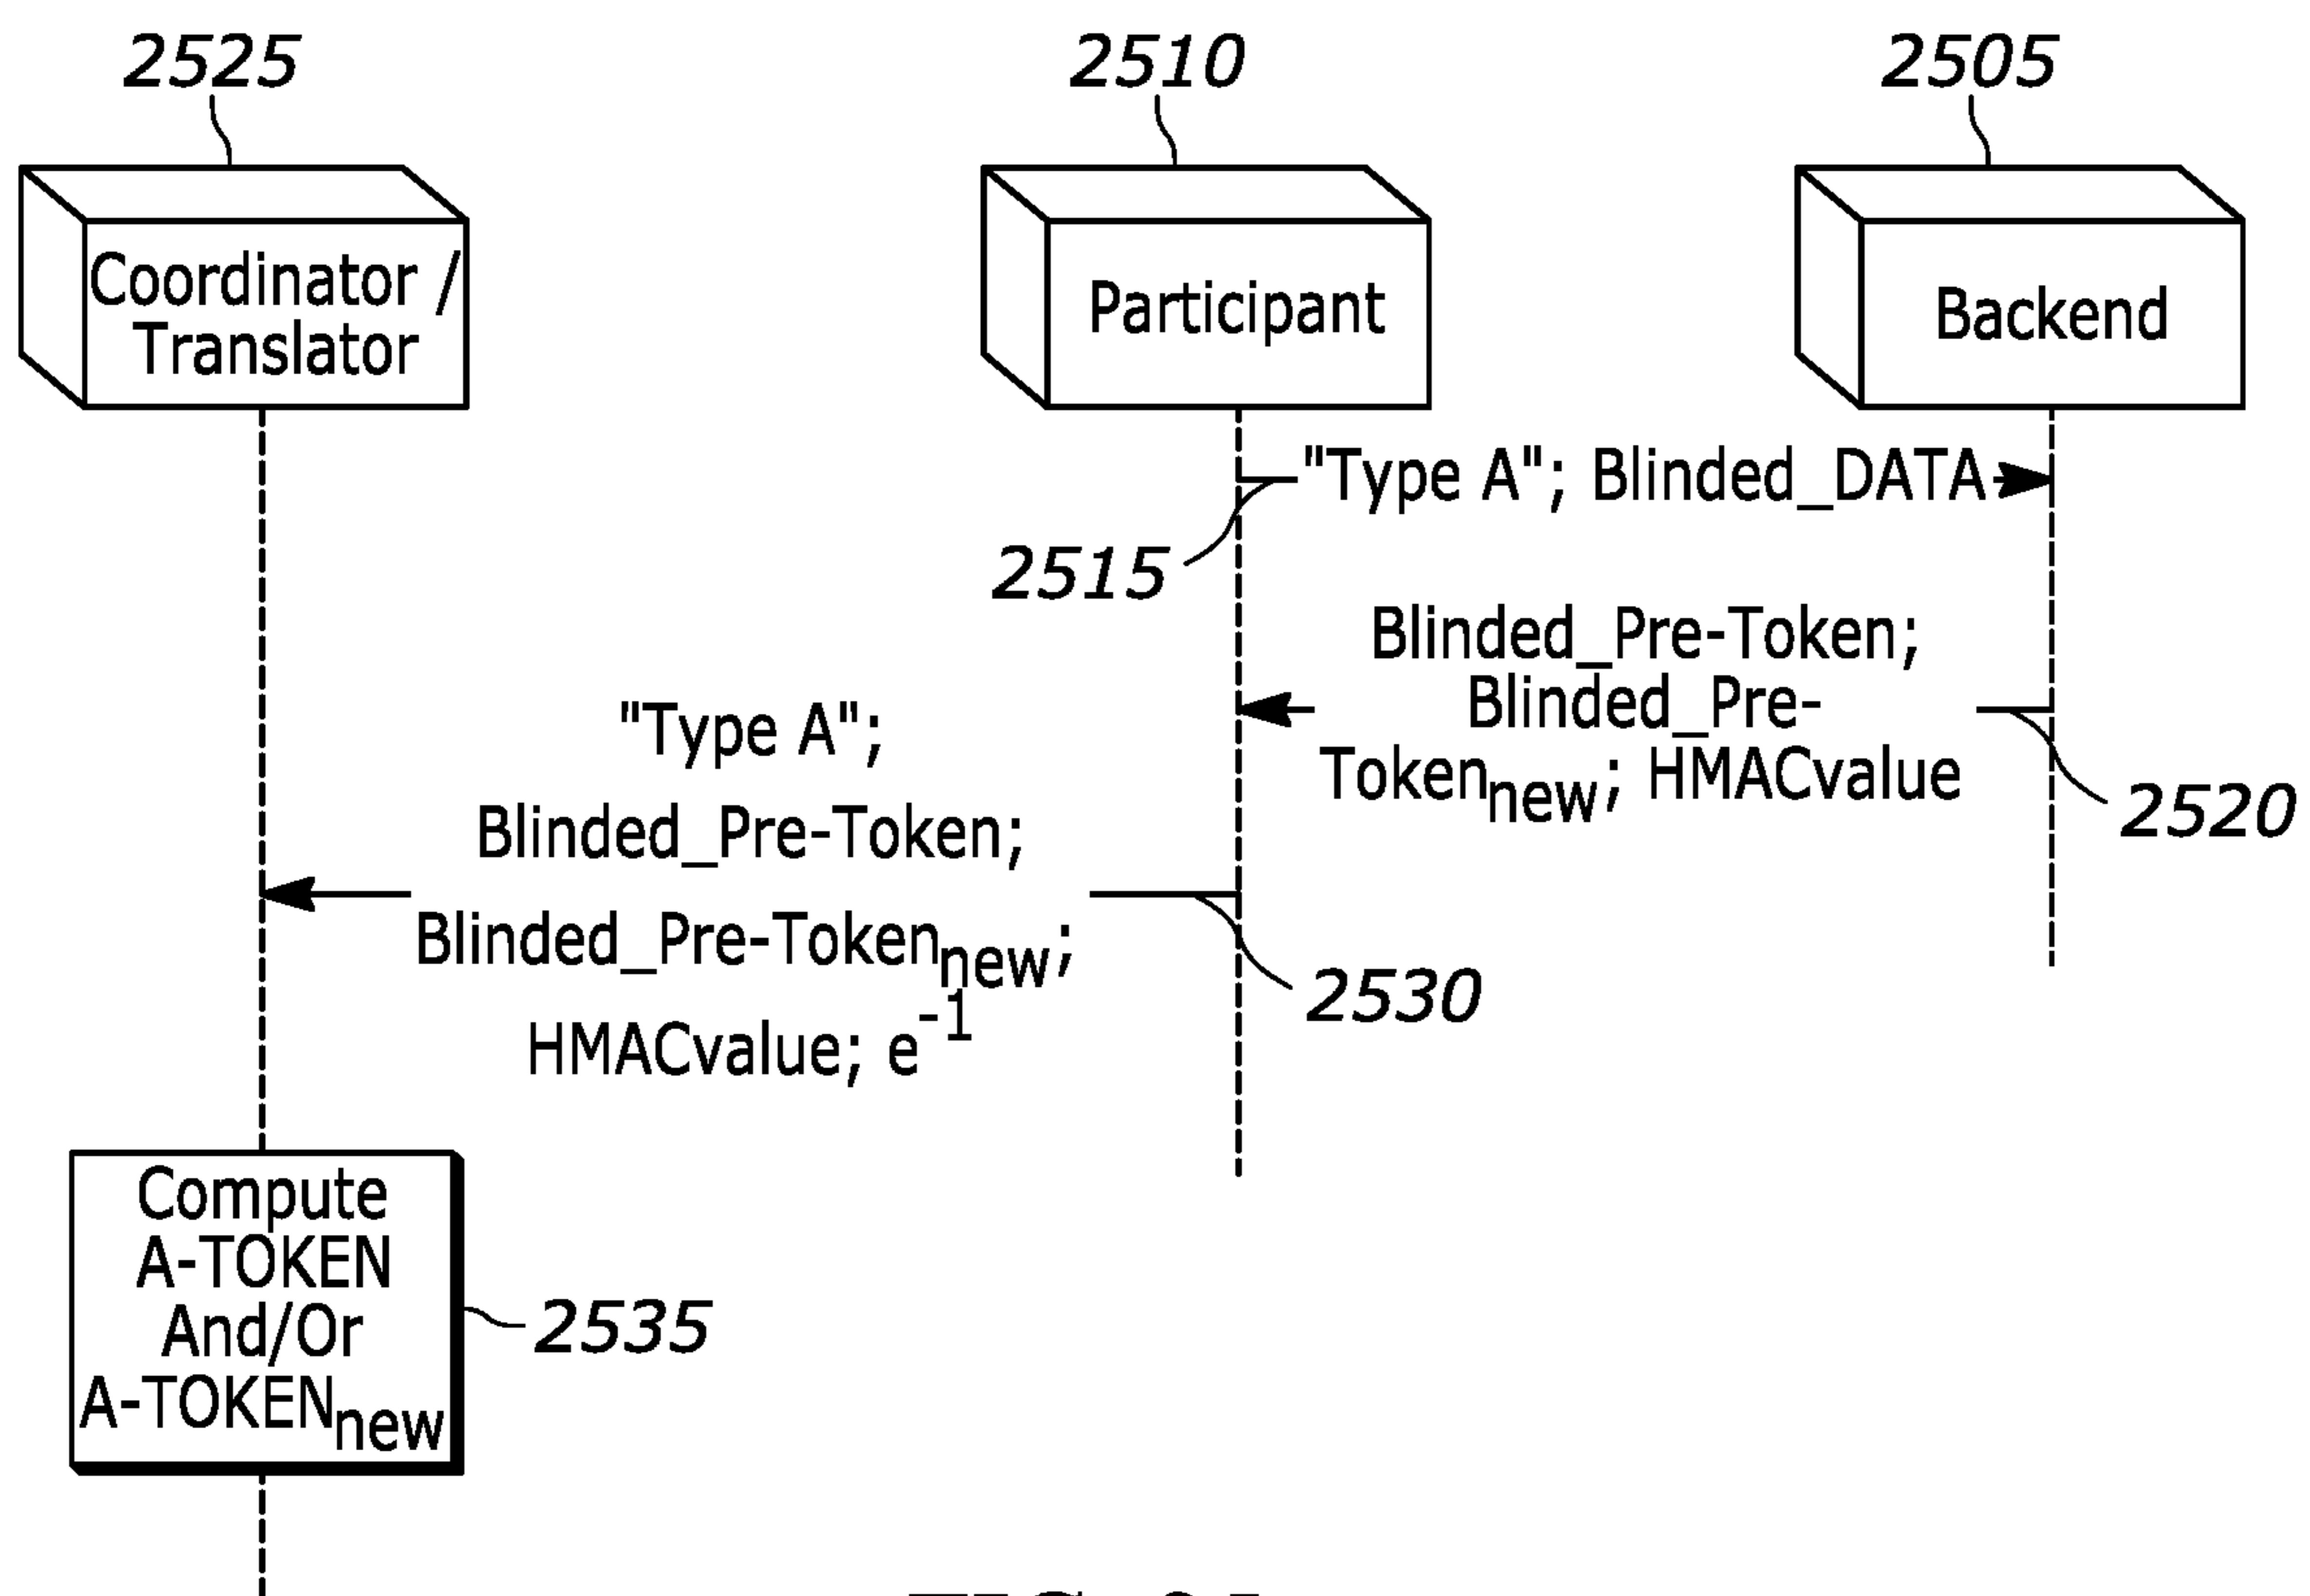 2525
2510
2505
Coordinator /
Translator
Participant
Backend
"Type A"; Blinded_DATA
2515
Blinded_Pre-Token;
Blinded_Pre-
Tokennew; HMACvalue
2520
"Type A";
Blinded_Pre-Token;
Blinded_Pre-Tokennew;
HMACvalue; e-1
2530
Compute
A-TOKEN
And/Or
A-TOKENnew
2535